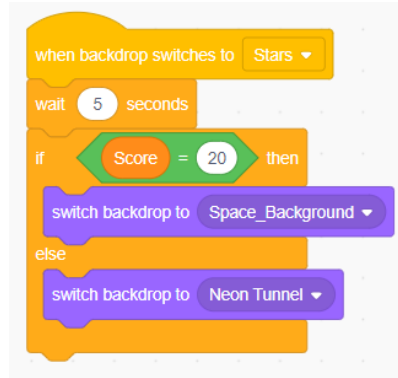 when backdrop switches to Stars
wait 5 seconds
if Score = 20 then
switch backdrop to Space_Background
else
switch backdrop to Neon Tunnel